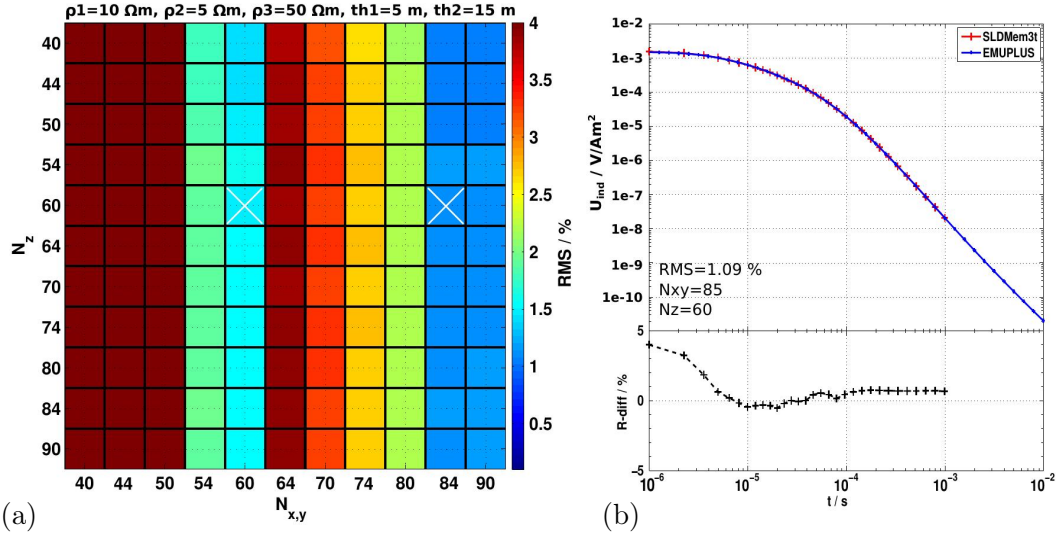 ρ1=10 Ωm, ρ2=5 Ωm, ρ3=50 Ωm, th1=5 m, th2=15 m
40
44
50
54
60
64
70
74
80
84
90
N_z
40 44 50 54 60 64 70 74 80 84 90
N_x,y
4
3.5
3
2.5
2
1.5
1
0.5
RMS / %
(a)
1e-2
1e-3
1e-4
1e-5
1e-6
1e-7
1e-8
1e-9
1e-10
U_ind / V/Am²
SLDMem3t
EMUPLUS
RMS=1.09 %
Nxy=85
Nz=60
5
0
−5
R-diff / %
10⁻⁶ 10⁻⁵ 10⁻⁴ 10⁻³ 10⁻²
t / s
(b)